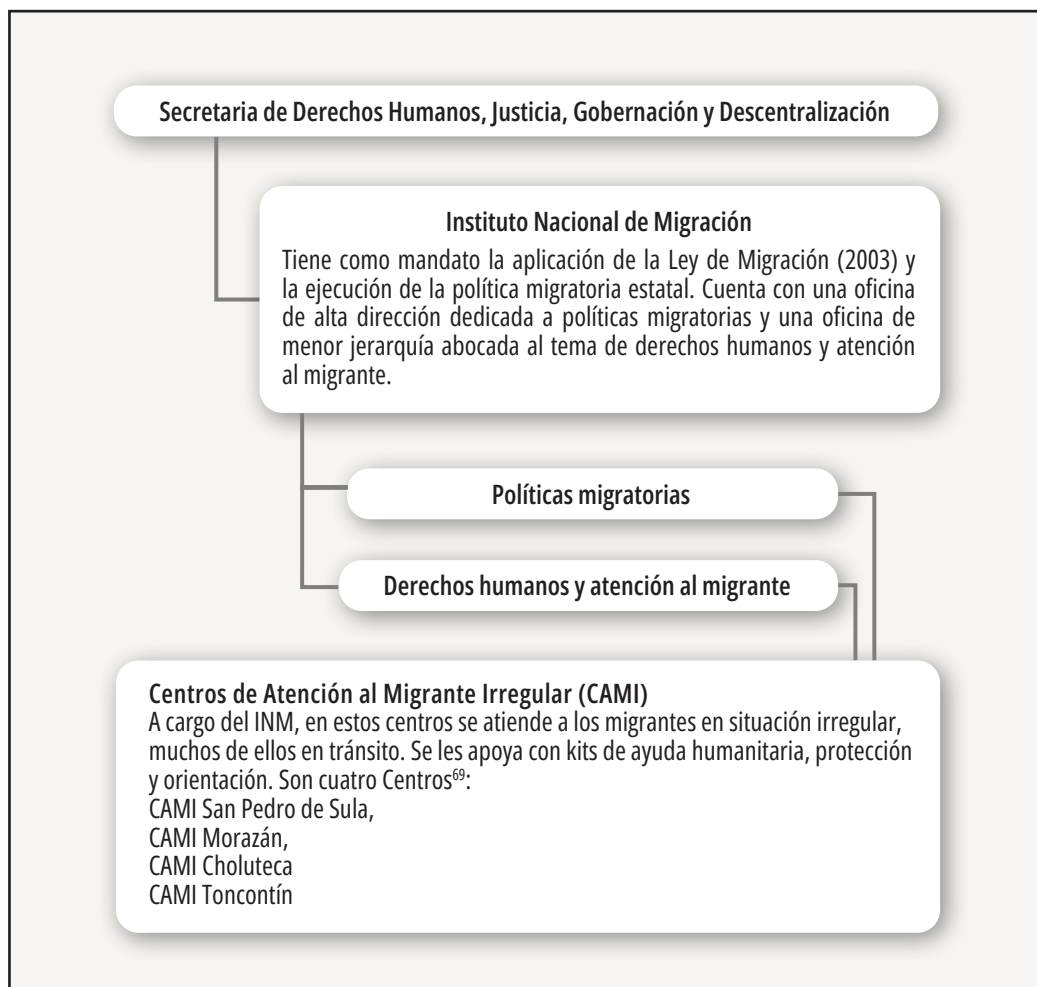 Secretaria de Derechos Humanos, Justicia, Gobernación y Descentralización
Instituto Nacional de Migración
Tiene como mandato la aplicación de la Ley de Migración (2003) y
la ejecución de la política migratoria estatal. Cuenta con una oficina
de alta dirección dedicada a políticas migratorias y una oficina de
menor jerarquía abocada al tema de derechos humanos y atención
al migrante.
Políticas migratorias
Derechos humanos y atención al migrante
Centros de Atención al Migrante Irregular (CAMI)
A cargo del INM, en estos centros se atiende a los migrantes en situación irregular,
muchos de ellos en tránsito. Se les apoya con kits de ayuda humanitaria, protección
y orientación. Son cuatro Centros⁶⁹:
CAMI San Pedro de Sula,
CAMI Morazán,
CAMI Choluteca
CAMI Toncontín